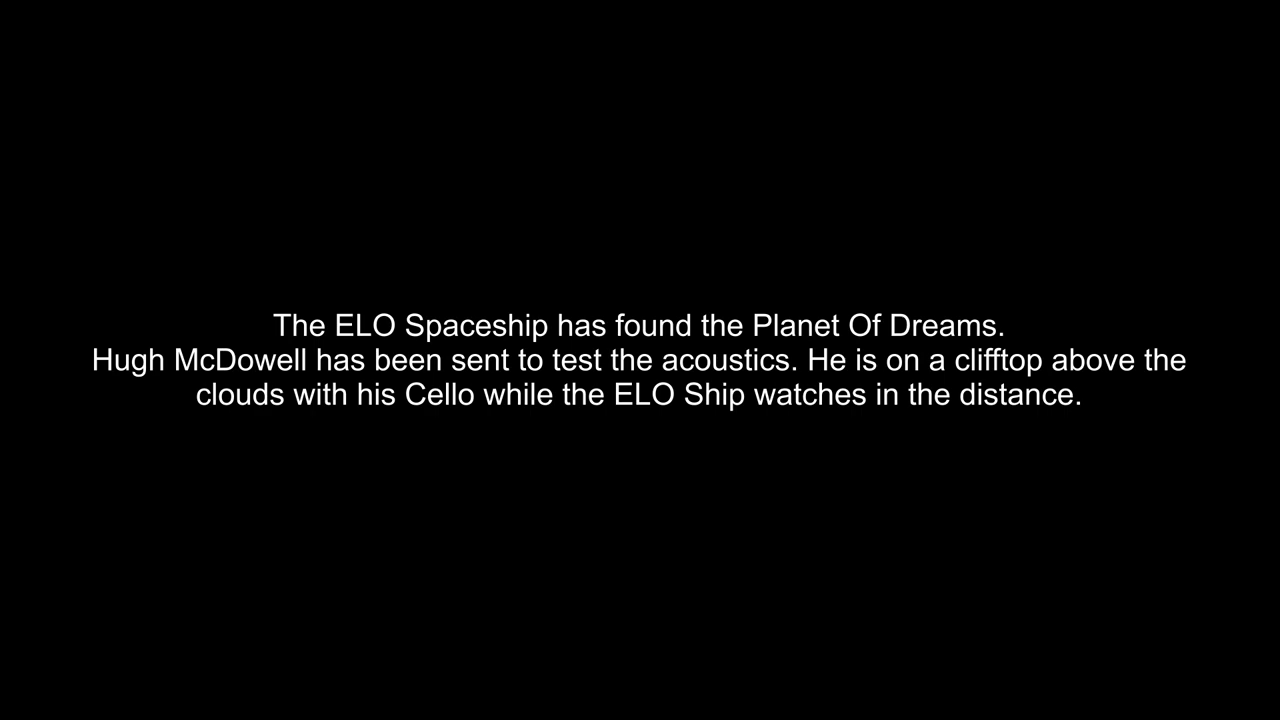 The ELO Spaceship has found the Planet Of Dreams.
Hugh McDowell has been sent to test the acoustics. He is on a clifftop above the
clouds with his Cello while the ELO Ship watches in the distance.